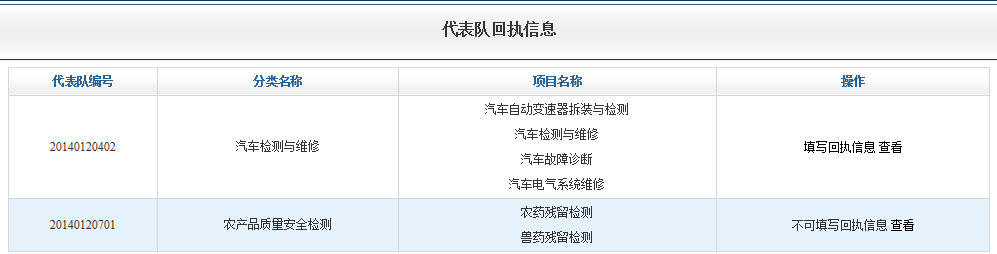 代表队回执信息
代表队编号 分类名称 项目名称 操作
20140120402 汽车检测与维修 汽车自动变速器拆装与检测
汽车检测与维修
汽车故障诊断
汽车电气系统维修 填写回执信息 查看
20140120701 农产品质量安全检测 农药残留检测
兽药残留检测 不可填写回执信息 查看